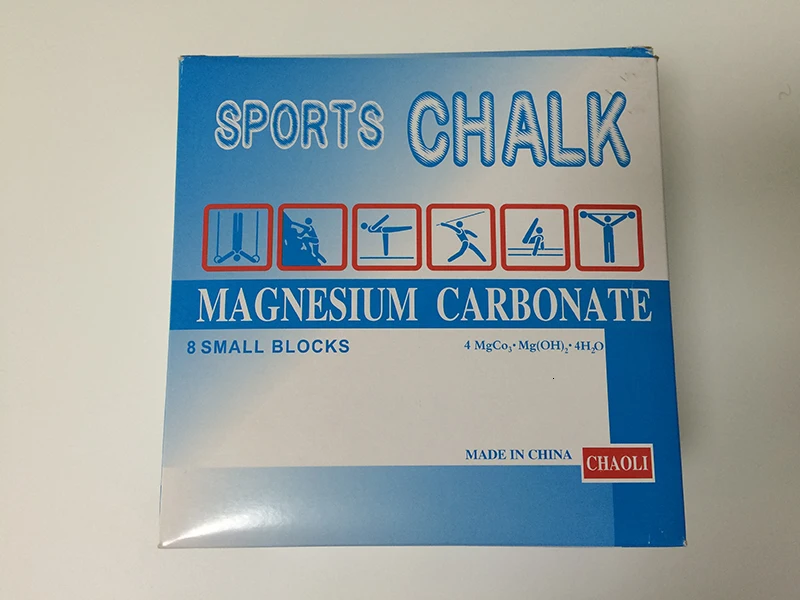 SPORTS CHALK
MAGNESIUM CARBONATE
8 SMALL BLOCKS
4 MgCo₃·Mg(OH)₂·4H₂O
MADE IN CHINA
CHAOLI